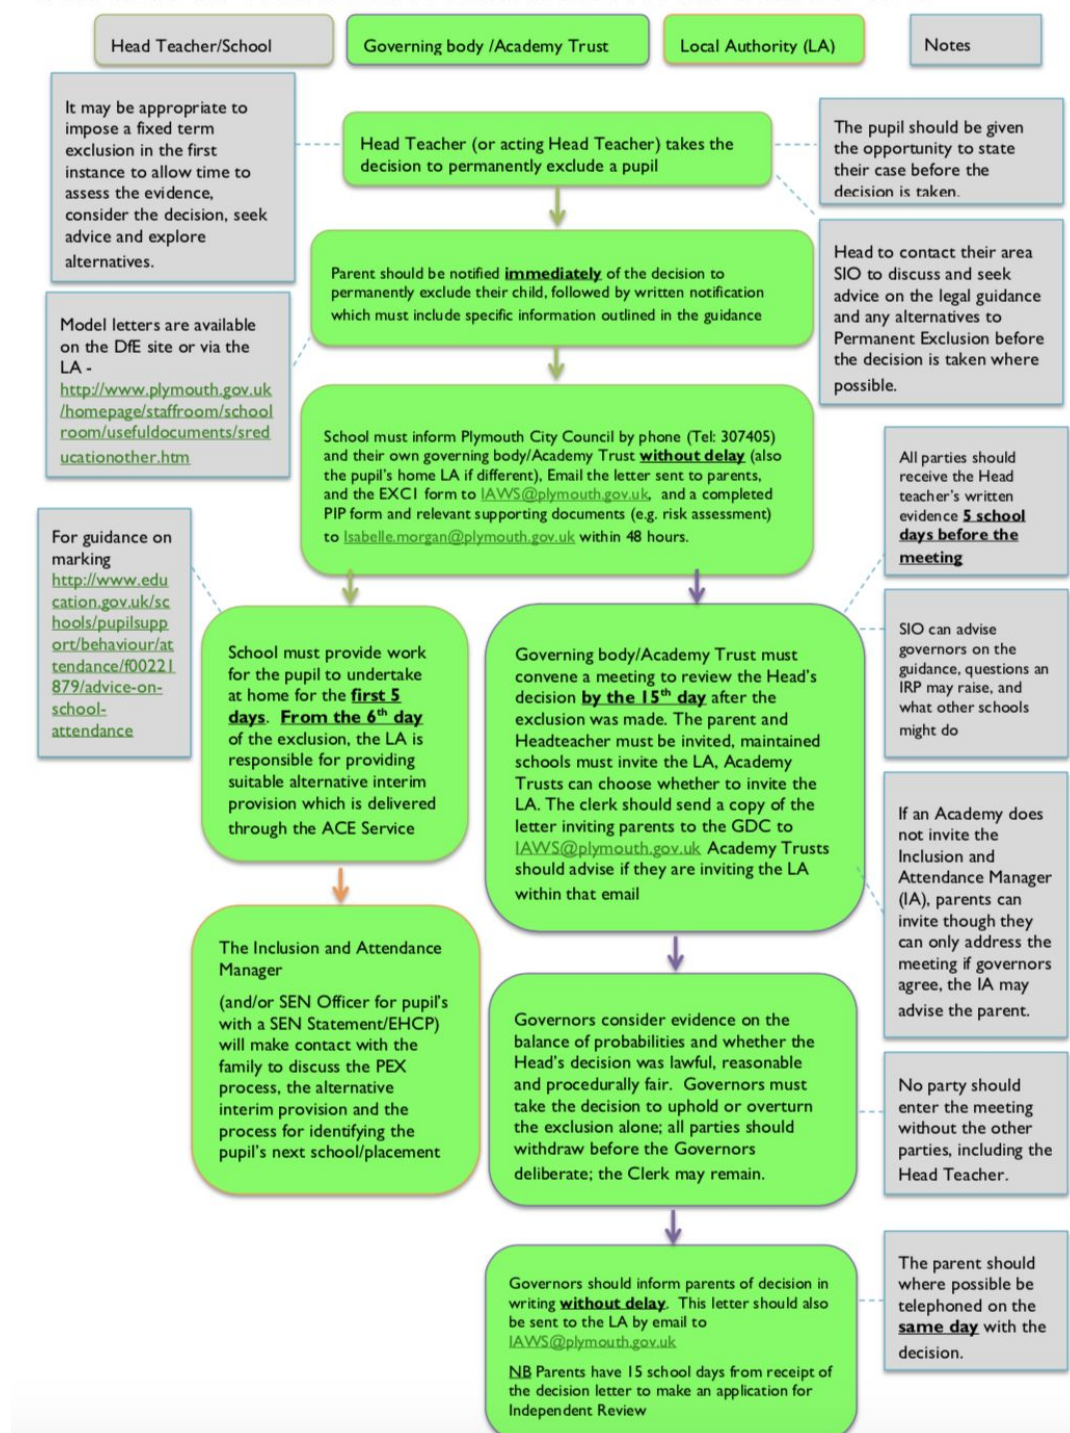 Head Teacher/School
Governing body /Academy Trust
Local Authority (LA)
Notes
It may be appropriate to
impose a fixed term
exclusion in the first
instance to allow time to
assess the evidence,
consider the decision, seek
advice and explore
alternatives.
Head Teacher (or acting Head Teacher) takes the
decision to permanently exclude a pupil
The pupil should be given
the opportunity to state
their case before the
decision is taken.
Head to contact their area
SIO to discuss and seek
advice on the legal guidance
and any alternatives to
Permanent Exclusion before
the decision is taken where
possible.
Parent should be notified immediately of the decision to
permanently exclude their child, followed by written notification
which must include specific information outlined in the guidance
Model letters are available
on the DfE site or via the
LA -
http://www.plymouth.gov.uk
/homepage/staffroom/school
room/usefuldocuments/sred
ucationother.htm
School must inform Plymouth City Council by phone (Tel: 307405)
and their own governing body/Academy Trust without delay (also
the pupil's home LA if different), Email the letter sent to parents,
and the EXC1 form to IAWS@plymouth.gov.uk, and a completed
PIP form and relevant supporting documents (e.g. risk assessment)
to Isabelle.morgan@plymouth.gov.uk within 48 hours.
All parties should
receive the Head
teacher's written
evidence 5 school
days before the
meeting
For guidance on
marking
http://www.edu
cation.gov.uk/sc
hools/pupilsupp
ort/behaviour/at
tendance/f00221
879/advice-on-
school-
attendance
School must provide work
for the pupil to undertake
at home for the first 5
days. From the 6th day
of the exclusion, the LA is
responsible for providing
suitable alternative interim
provision which is delivered
through the ACE Service
Governing body/Academy Trust must
convene a meeting to review the Head's
decision by the 15th day after the
exclusion was made. The parent and
Headteacher must be invited, maintained
schools must invite the LA, Academy
Trusts can choose whether to invite the
LA. The clerk should send a copy of the
letter inviting parents to the GDC to
IAWS@plymouth.gov.uk Academy Trusts
should advise if they are inviting the LA
within that email
SIO can advise
governors on the
guidance, questions an
IRP may raise, and
what other schools
might do
If an Academy does
not invite the
Inclusion and
Attendance Manager
(IA), parents can
invite though they
can only address the
meeting if governors
agree, the IA may
advise the parent.
The Inclusion and Attendance
Manager
(and/or SEN Officer for pupil's
with a SEN Statement/EHCP)
will make contact with the
family to discuss the PEX
process, the alternative
interim provision and the
process for identifying the
pupil's next school/placement
Governors consider evidence on the
balance of probabilities and whether the
Head's decision was lawful, reasonable
and procedurally fair. Governors must
take the decision to uphold or overturn
the exclusion alone; all parties should
withdraw before the Governors
deliberate; the Clerk may remain.
No party should
enter the meeting
without the other
parties, including the
Head Teacher.
Governors should inform parents of decision in
writing without delay. This letter should also
be sent to the LA by email to
IAWS@plymouth.gov.uk
NB Parents have 15 school days from receipt of
the decision letter to make an application for
Independent Review
The parent should
where possible be
telephoned on the
same day with the
decision.